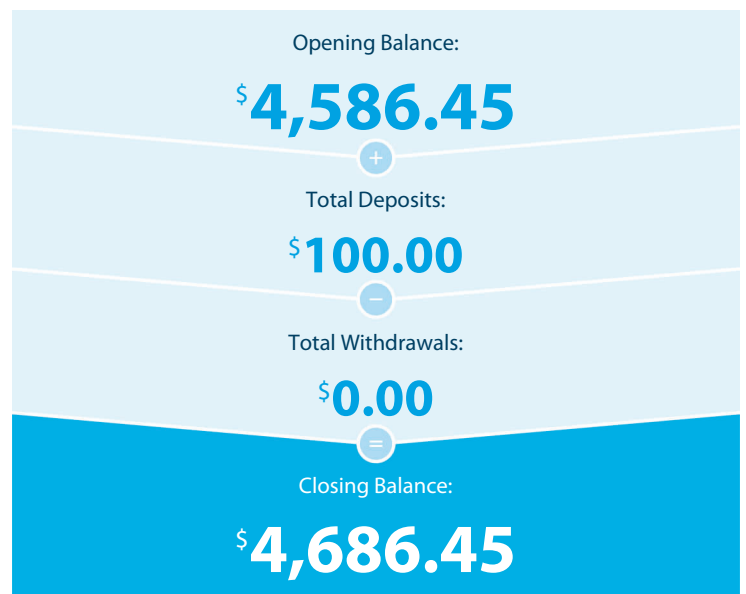 Opening Balance:
$4,586.45
+
Total Deposits:
$100.00
−
Total Withdrawals:
$0.00
=
Closing Balance:
$4,686.45